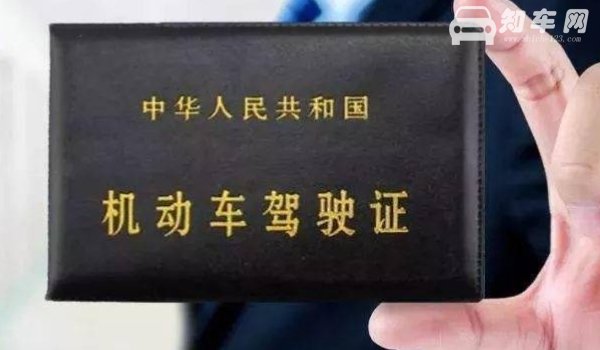 知车网
中华人民共和国
机动车驾驶证